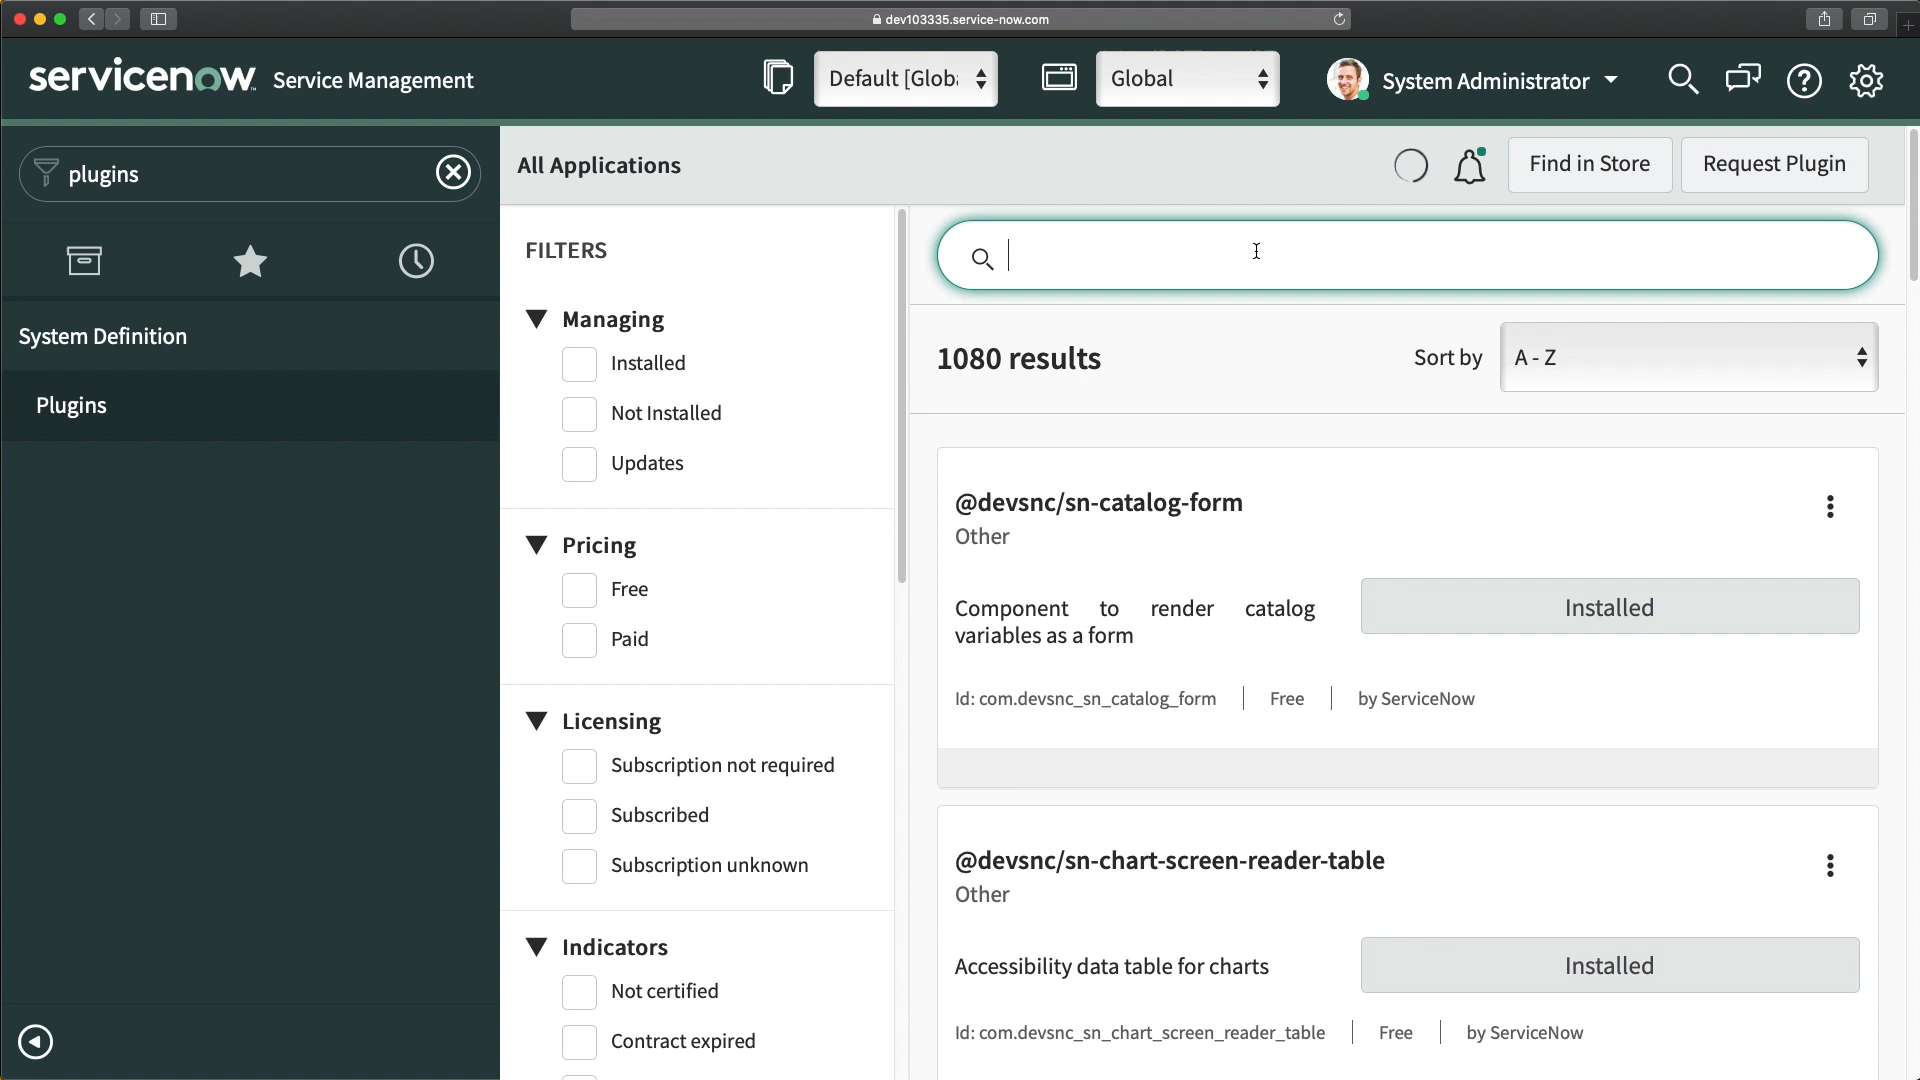 dev103335.service-now.com
servicenow Service Management
Default [Globa
Global
System Administrator
plugins
System Definition
Plugins
All Applications
Find in Store
Request Plugin
FILTERS
Managing
Installed
Not Installed
Updates
Pricing
Free
Paid
Licensing
Subscription not required
Subscribed
Subscription unknown
Indicators
Not certified
Contract expired
1080 results
Sort by
A - Z
@devsnc/sn-catalog-form
Other
Component to render catalog
variables as a form
Installed
Id: com.devsnc_sn_catalog_form | Free | by ServiceNow
@devsnc/sn-chart-screen-reader-table
Other
Accessibility data table for charts
Installed
Id: com.devsnc_sn_chart_screen_reader_table | Free | by ServiceNow